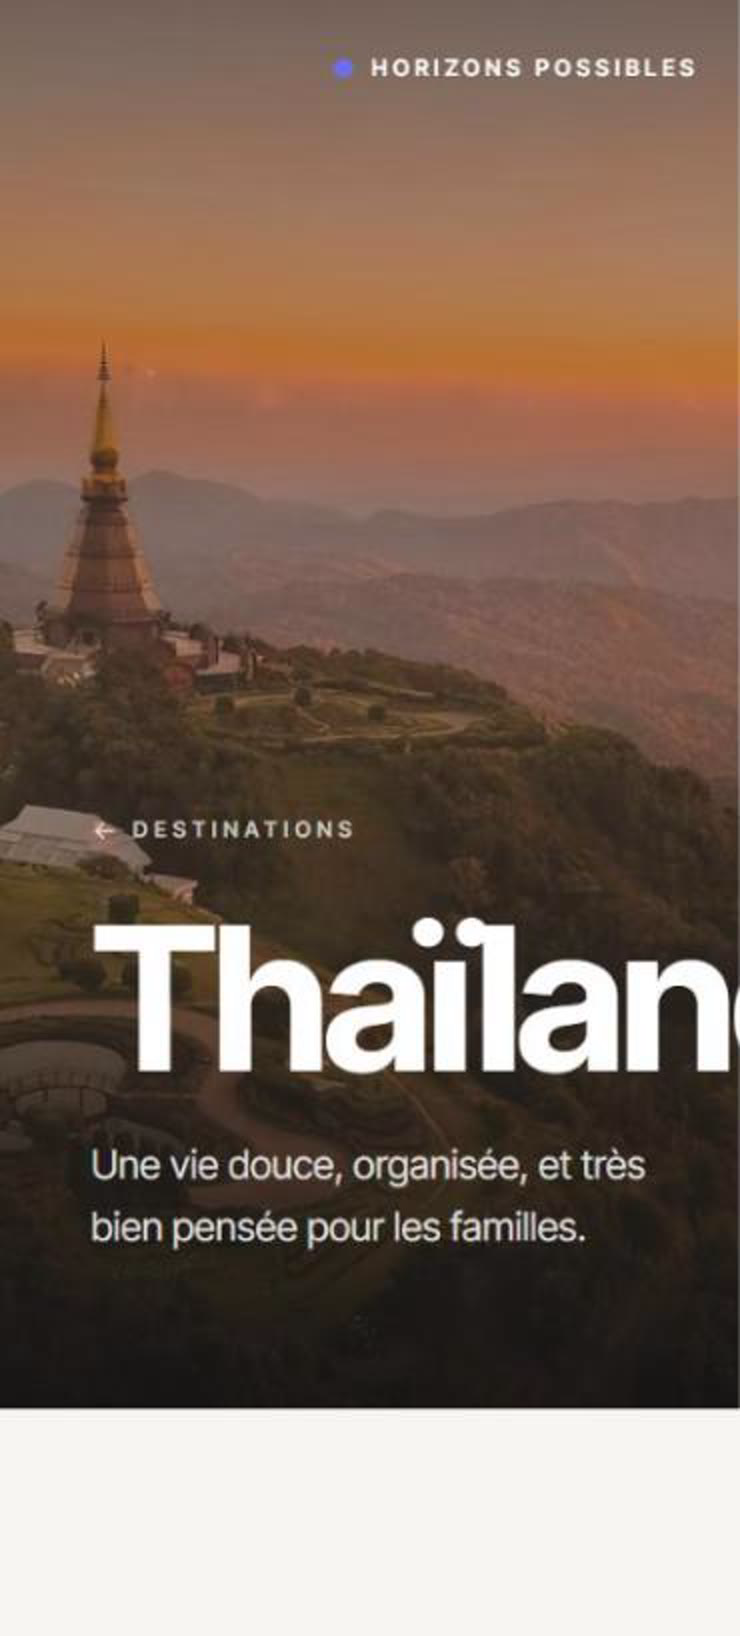 HORIZONS POSSIBLES
← DESTINATIONS
Thaïlan
Une vie douce, organisée, et très
bien pensée pour les familles.